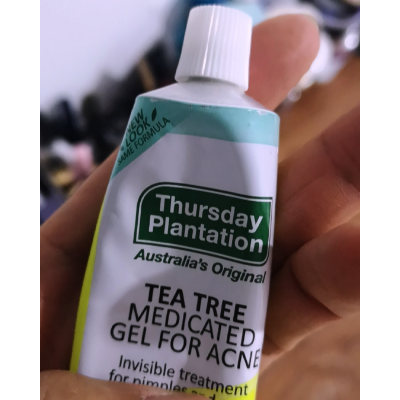 NEW
LOOK
SAME FORMULA
Thursday
Plantation
Australia's Original
TEA TREE
MEDICATED
GEL FOR ACNE
Invisible treatment
for pimples and